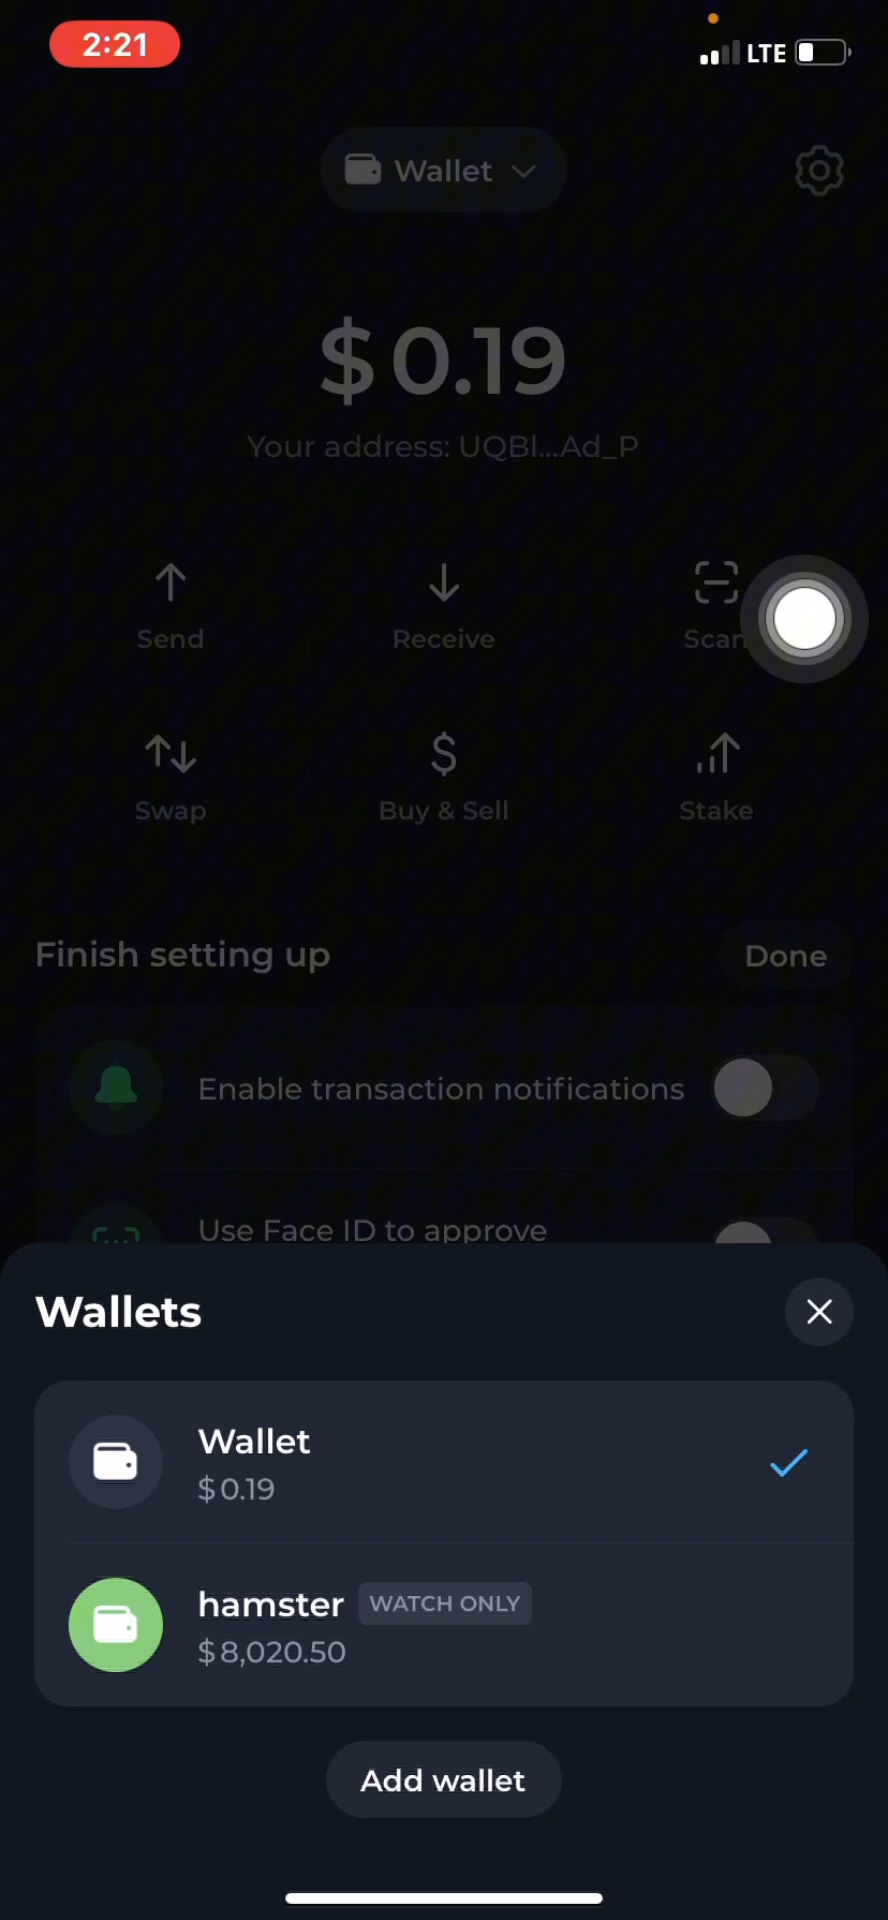 2:21
LTE
Wallet
$0.19
Your address: UQBl...Ad_P
Send
Receive
Scan
Swap
Buy & Sell
Stake
Finish setting up
Done
Enable transaction notifications
Use Face ID to approve
Wallets
Wallet
$0.19
hamster WATCH ONLY
$8,020.50
Add wallet